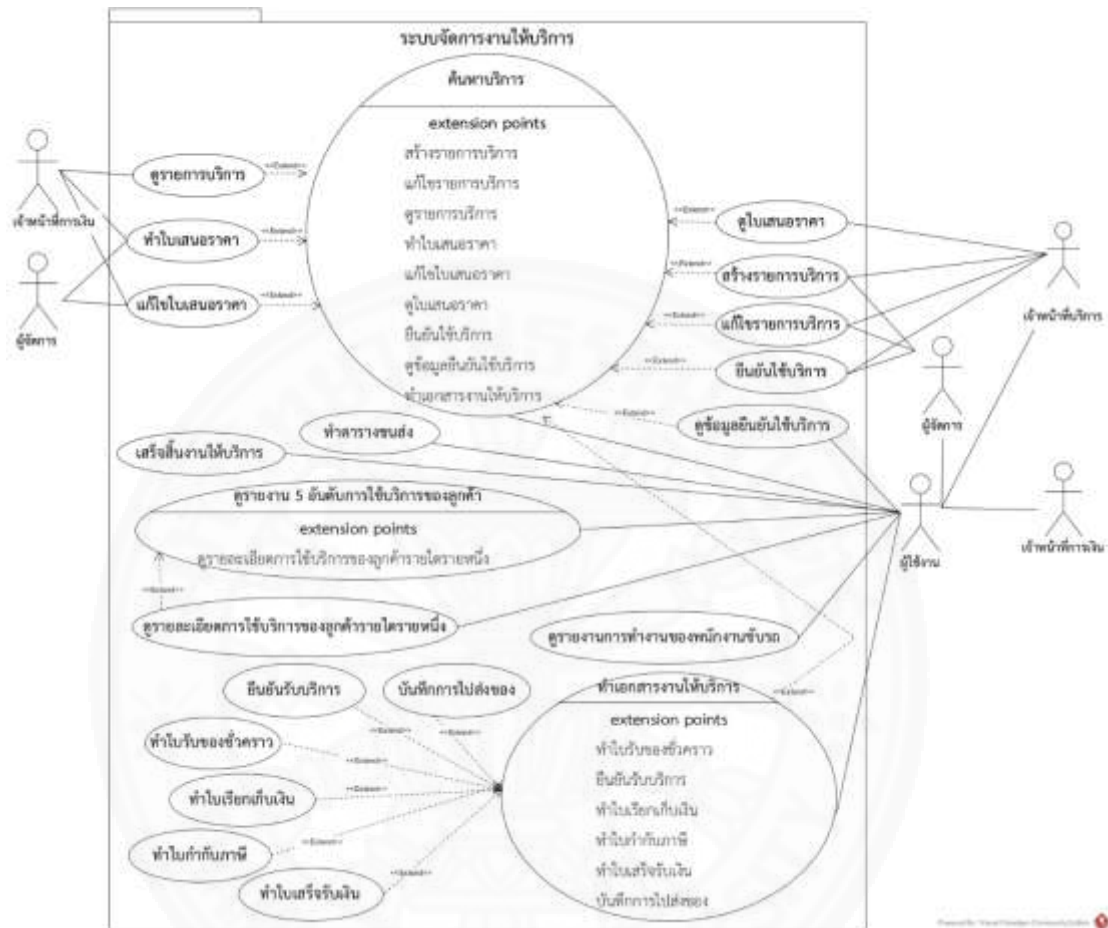 ระบบจัดการงานให้บริการ
ค้นหาบริการ
extension points
สร้างรายการบริการ
แก้ไขรายการบริการ
ดูรายการบริการ
ทำใบเสนอราคา
แก้ไขใบเสนอราคา
ดูใบเสนอราคา
ยืนยันใช้บริการ
ดูข้อมูลยืนยันใช้บริการ
ทำเอกสารงานให้บริการ
เจ้าหน้าที่การเงิน
ผู้จัดการ
ดูรายการบริการ
<<Extend>>
ทำใบเสนอราคา
<<Extend>>
แก้ไขใบเสนอราคา
<<Extend>>
ดูใบเสนอราคา
<<Extend>>
สร้างรายการบริการ
<<Extend>>
แก้ไขรายการบริการ
<<Extend>>
ยืนยันใช้บริการ
<<Extend>>
ดูข้อมูลยืนยันใช้บริการ
<<Extend>>
เจ้าหน้าที่บริการ
ผู้จัดการ
ผู้ใช้งาน
เจ้าหน้าที่การเงิน
ทำตารางขนส่ง
เสร็จสิ้นงานให้บริการ
ดูรายงาน 5 อันดับการใช้บริการของลูกค้า
extension points
ดูรายละเอียดการใช้บริการของลูกค้ารายใดรายหนึ่ง
<<Extend>>
ดูรายละเอียดการใช้บริการของลูกค้ารายใดรายหนึ่ง
ดูรายงานการทำงานของพนักงานขับรถ
ยืนยันรับบริการ
<<Extend>>
บันทึกการไปส่งของ
<<Extend>>
ทำใบรับของชั่วคราว
<<Extend>>
ทำใบเรียกเก็บเงิน
<<Extend>>
ทำใบกำกับภาษี
<<Extend>>
ทำใบเสร็จรับเงิน
<<Extend>>
ทำเอกสารงานให้บริการ
<<Extend>>
extension points
ทำใบรับของชั่วคราว
ยืนยันรับบริการ
ทำใบเรียกเก็บเงิน
ทำใบกำกับภาษี
ทำใบเสร็จรับเงิน
บันทึกการไปส่งของ